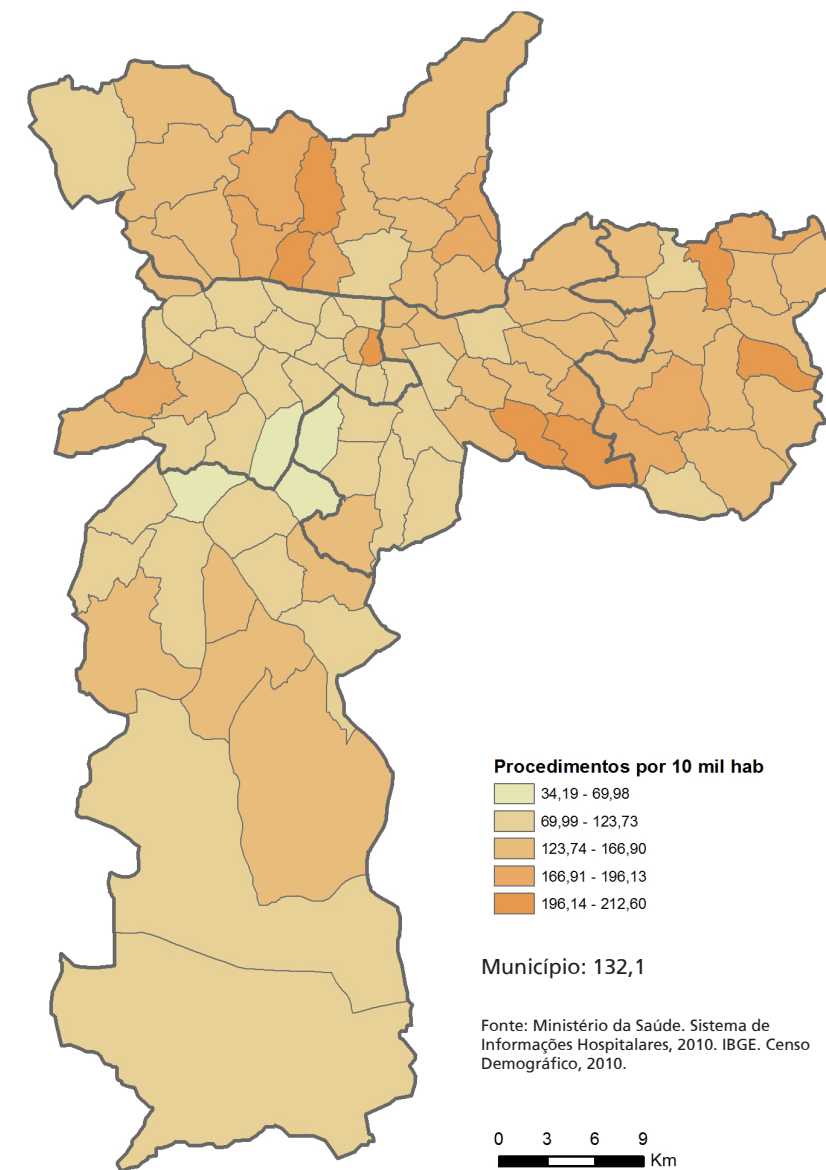 Procedimentos por 10 mil hab
34,19 - 69,98
69,99 - 123,73
123,74 - 166,90
166,91 - 196,13
196,14 - 212,60
Município: 132,1
Fonte: Ministério da Saúde. Sistema de
Informações Hospitalares, 2010. IBGE. Censo
Demográfico, 2010.
0 3 6 9
Km